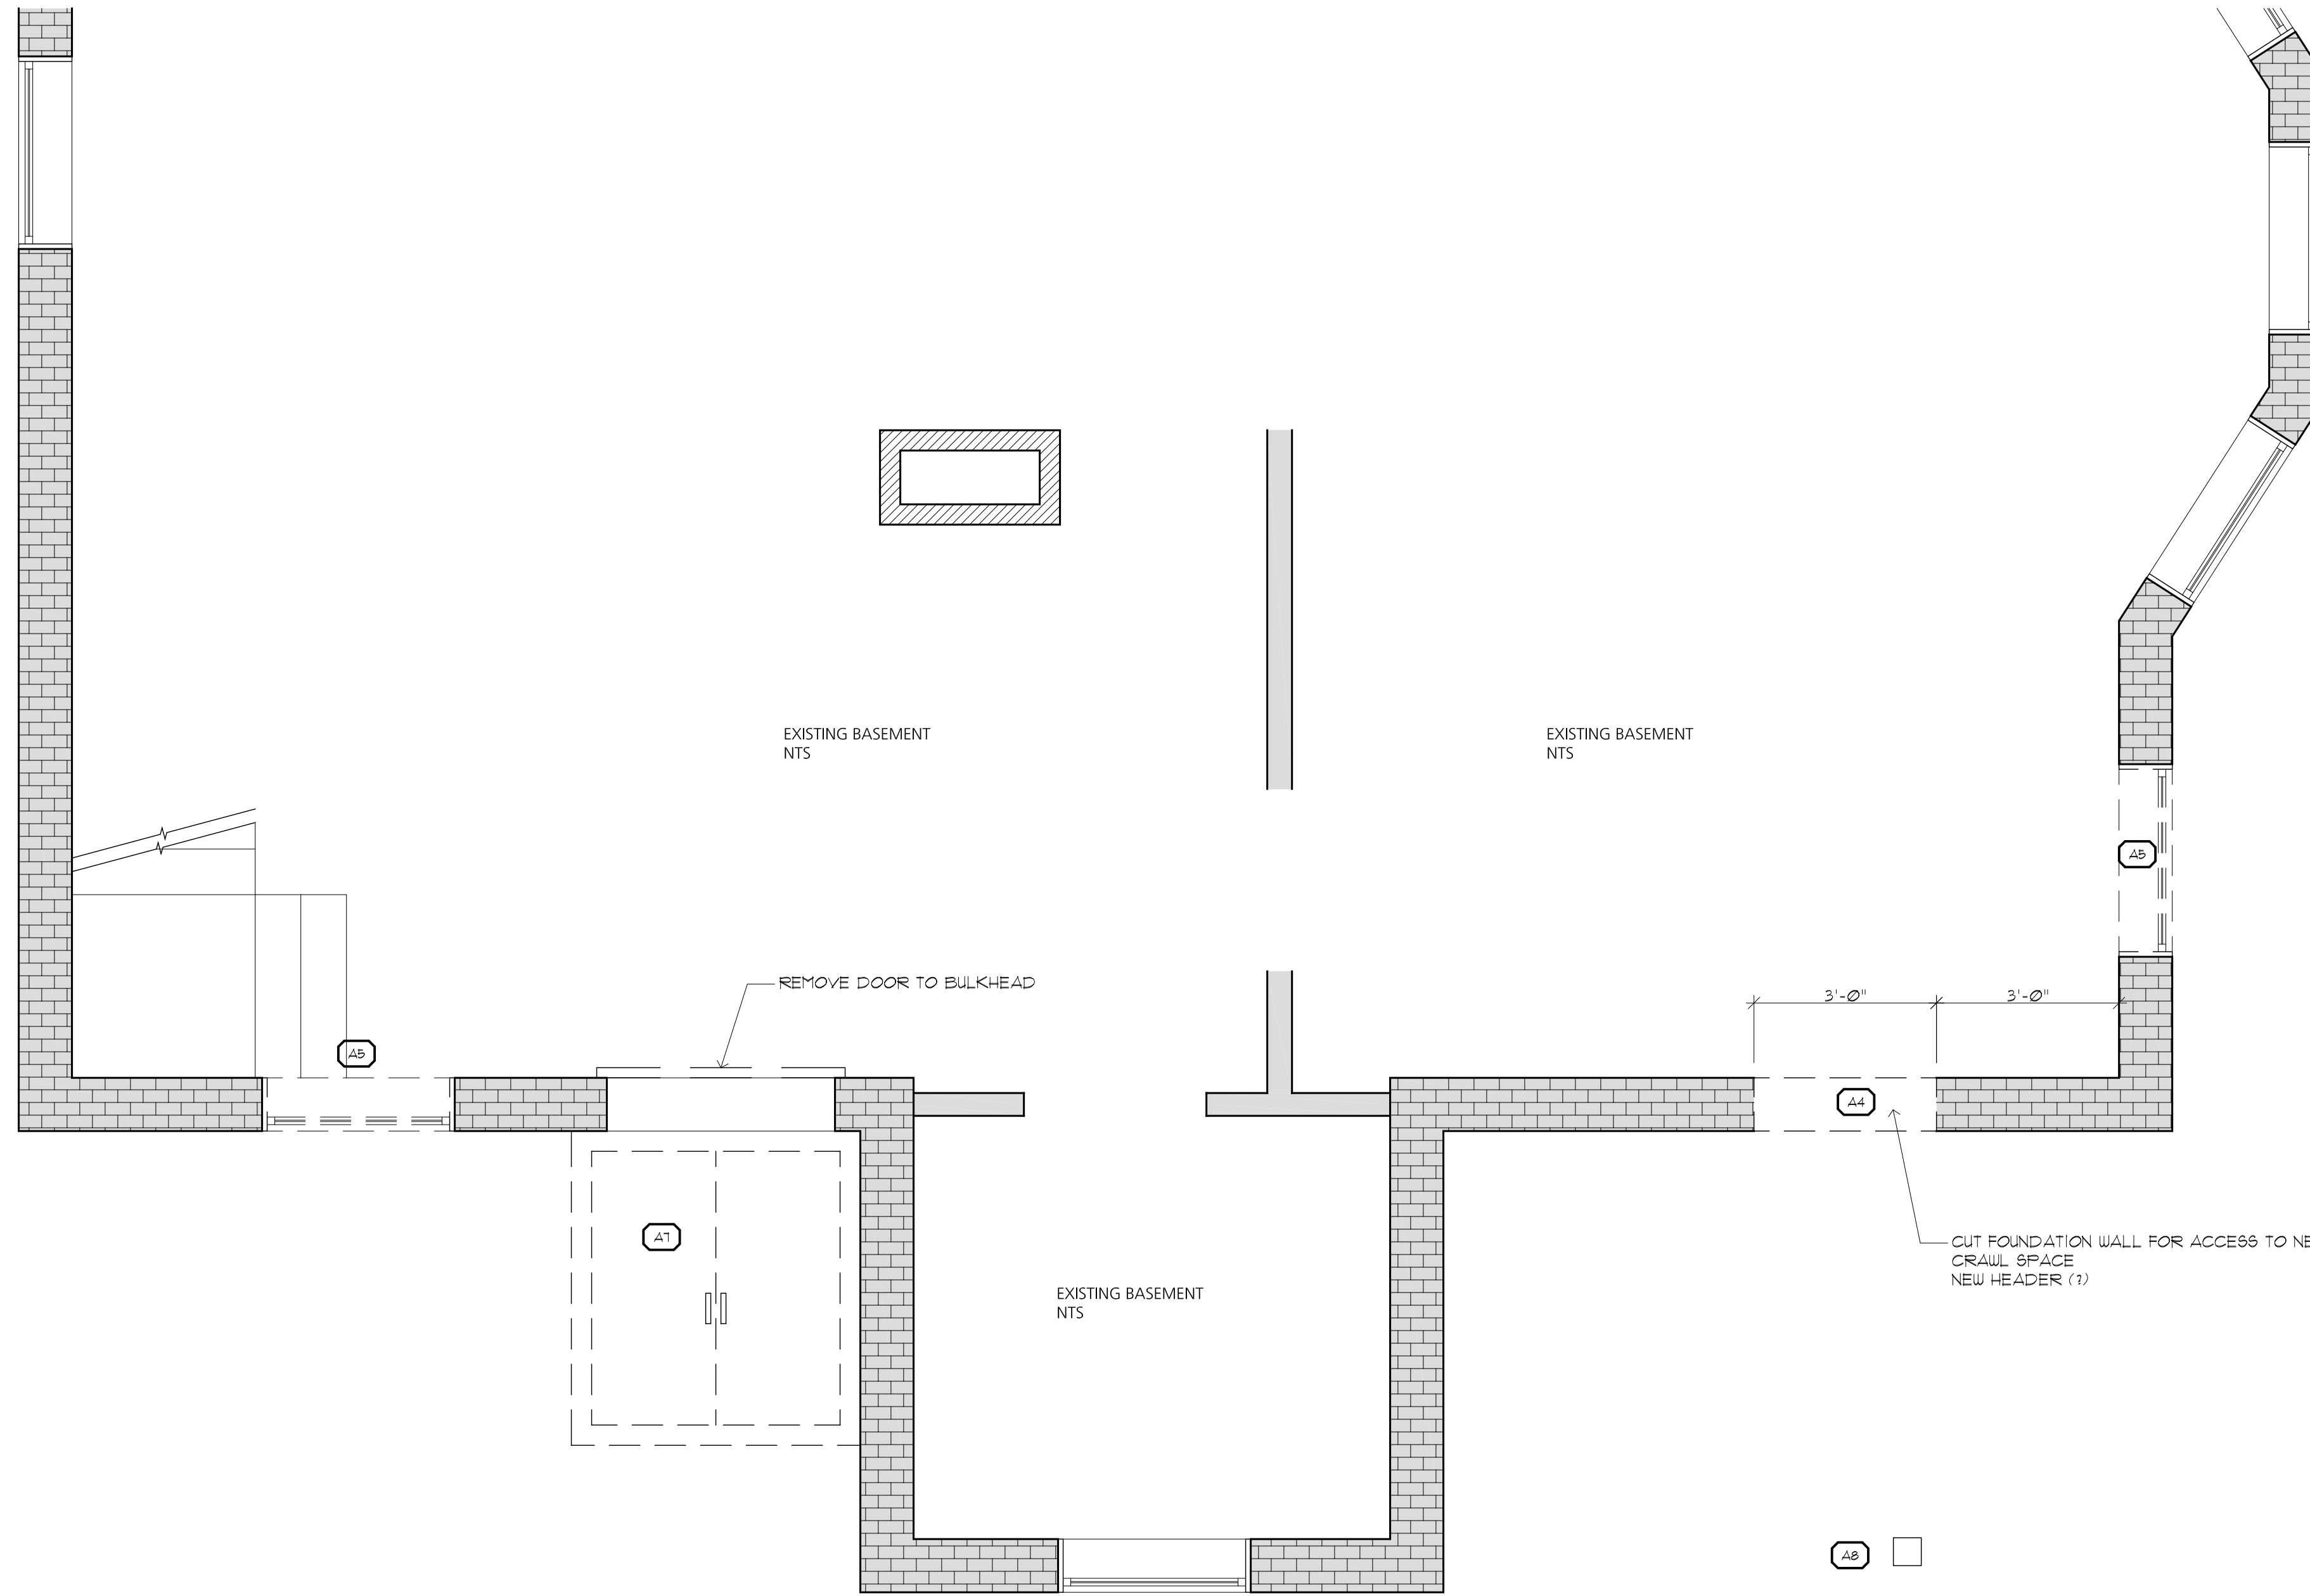 EXISTING BASEMENT
NTS
EXISTING BASEMENT
NTS
A5
REMOVE DOOR TO BULKHEAD
3'-0"
3'-0"
A5
A4
A7
CUT FOUNDATION WALL FOR ACCESS TO NE
CRAWL SPACE
NEW HEADER (?)
EXISTING BASEMENT
NTS
A8